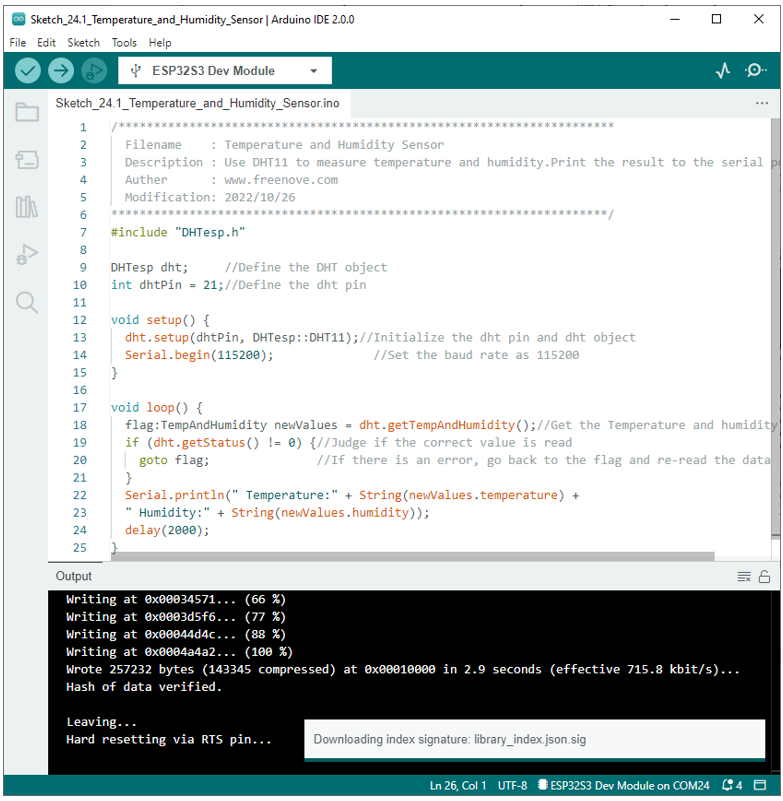 Sketch_24.1_Temperature_and_Humidity_Sensor | Arduino IDE 2.0.0
File Edit Sketch Tools Help
ESP32S3 Dev Module
Sketch_24.1_Temperature_and_Humidity_Sensor.ino
1 /**********************************************************************
2 Filename    : Temperature and Humidity Sensor
3 Description : Use DHT11 to measure temperature and humidity.Print the result to the serial
4 Auther      : www.freenove.com
5 Modification: 2022/10/26
6 **********************************************************************/
7 #include "DHTesp.h"
8
9 DHTesp dht;     //Define the DHT object
10 int dhtPin = 21;//Define the dht pin
11
12 void setup() {
13   dht.setup(dhtPin, DHTesp::DHT11);//Initialize the dht pin and dht object
14   Serial.begin(115200);              //Set the baud rate as 115200
15 }
16
17 void loop() {
18   flag:TempAndHumidity newValues = dht.getTempAndHumidity();//Get the Temperature and humidity
19   if (dht.getStatus() != 0) {//Judge if the correct value is read
20     goto flag;               //If there is an error, go back to the flag and re-read the data
21   }
22   Serial.println(" Temperature:" + String(newValues.temperature) +
23   " Humidity:" + String(newValues.humidity));
24   delay(2000);
25 }
Output
Writing at 0x00034571... (66 %)
Writing at 0x0003d5f6... (77 %)
Writing at 0x00044d4c... (88 %)
Writing at 0x0004a4a2... (100 %)
Wrote 257232 bytes (143345 compressed) at 0x00010000 in 2.9 seconds (effective 715.8 kbit/s)...
Hash of data verified.
Leaving...
Hard resetting via RTS pin...
Downloading index signature: library_index.json.sig
Ln 26, Col 1 UTF-8 ESP32S3 Dev Module on COM24 4